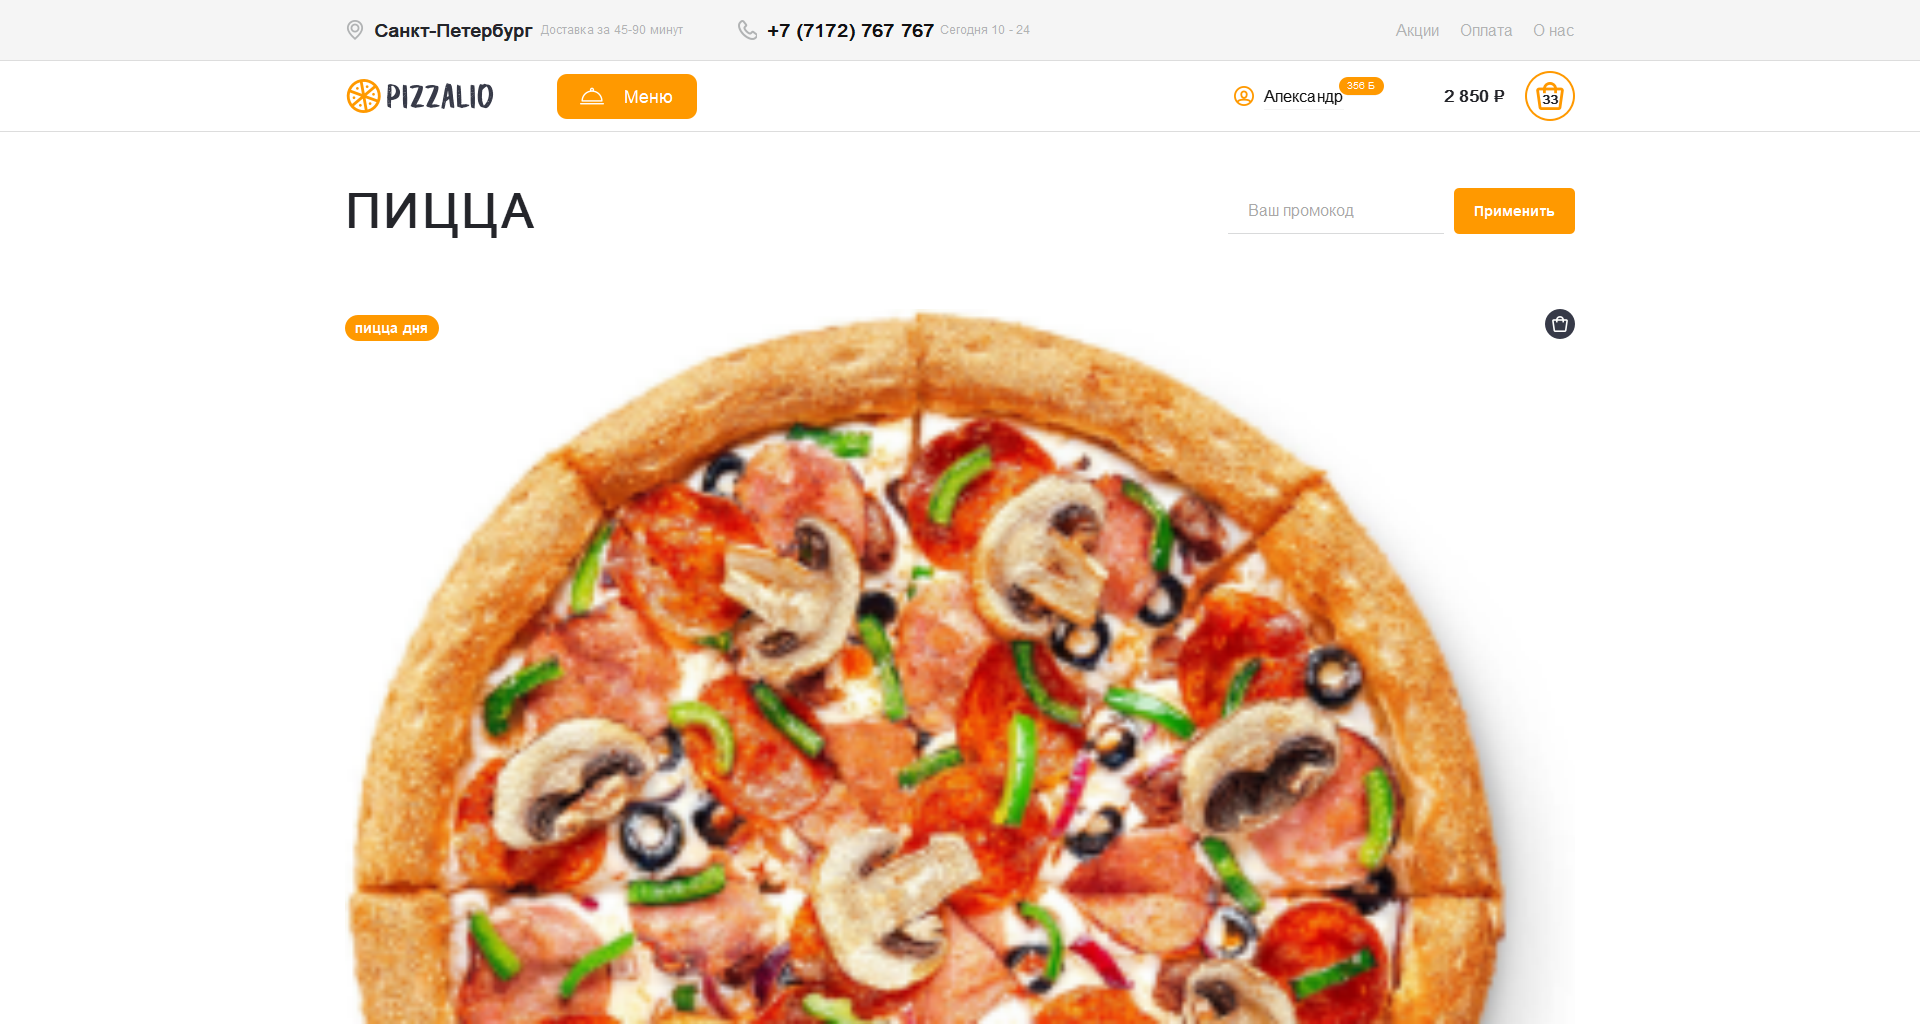 Санкт-Петербург Доставка за 45-90 минут +7 (7172) 767 767 Сегодня 10 - 24 Акции Оплата О нас
PIZZALIO Меню Александр 356 Б 2 850 ₽ 33
ПИЦЦА Ваш промокод Применить
пицца дня